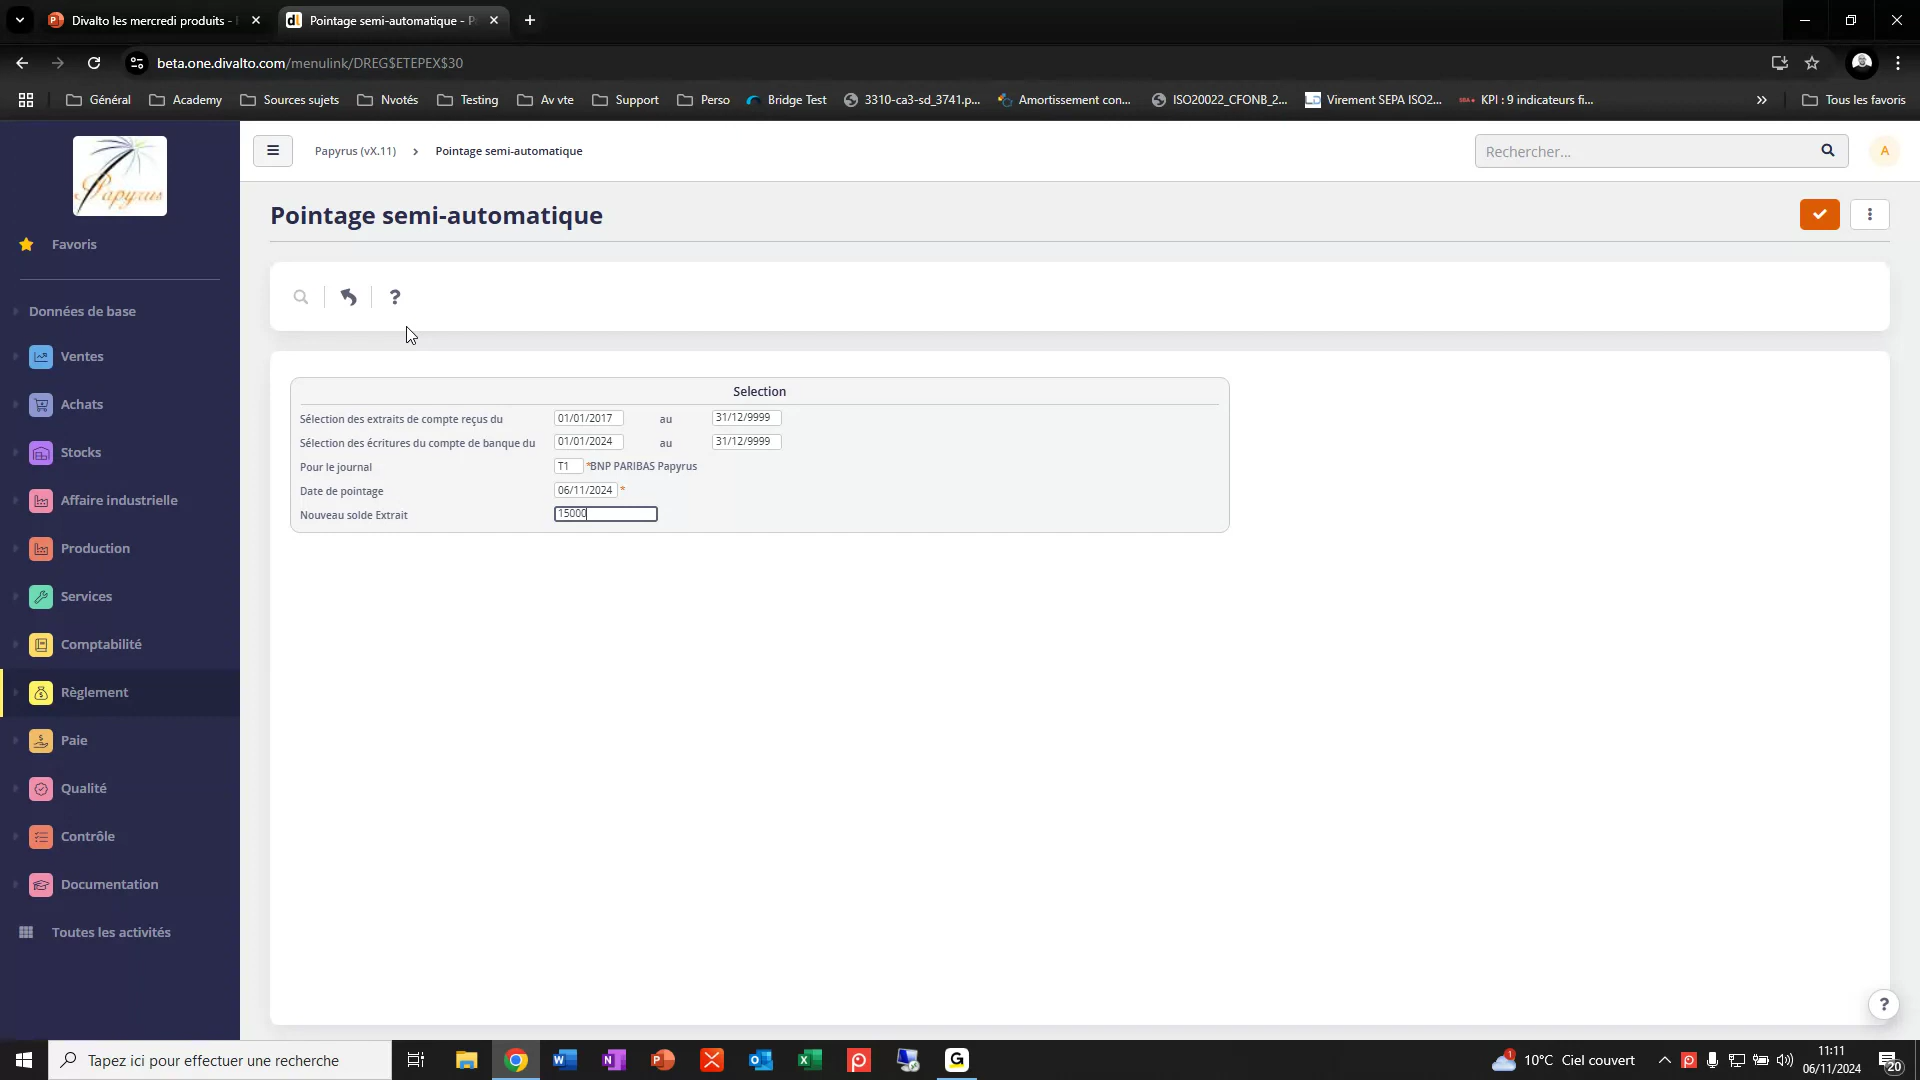 Divalto les mercredi produits -
Pointage semi-automatique - P
beta.one.divalto.com/menulink/DREG$ETEPEX$30
Général
Academy
Sources sujets
Nvotés
Testing
Av vte
Support
Perso
Bridge Test
3310-ca3-sd_3741.p...
Amortissement con...
ISO20022_CFONB_2...
Virement SEPA ISO2...
KPI : 9 indicateurs fi...
Tous les favoris
Papyrus
Favoris
Données de base
Ventes
Achats
Stocks
Affaire industrielle
Production
Services
Comptabilité
Règlement
Paie
Qualité
Contrôle
Documentation
Toutes les activités
Papyrus (vX.11) > Pointage semi-automatique
Rechercher...
A
Pointage semi-automatique
?
Selection
Sélection des extraits de compte reçus du 01/01/2017 au 31/12/9999
Sélection des écritures du compte de banque du 01/01/2024 au 31/12/9999
Pour le journal T1 *BNP PARIBAS Papyrus
Date de pointage 06/11/2024 *
Nouveau solde Extrait 15000
?
Tapez ici pour effectuer une recherche
1
10°C Ciel couvert
11:11
06/11/2024
20